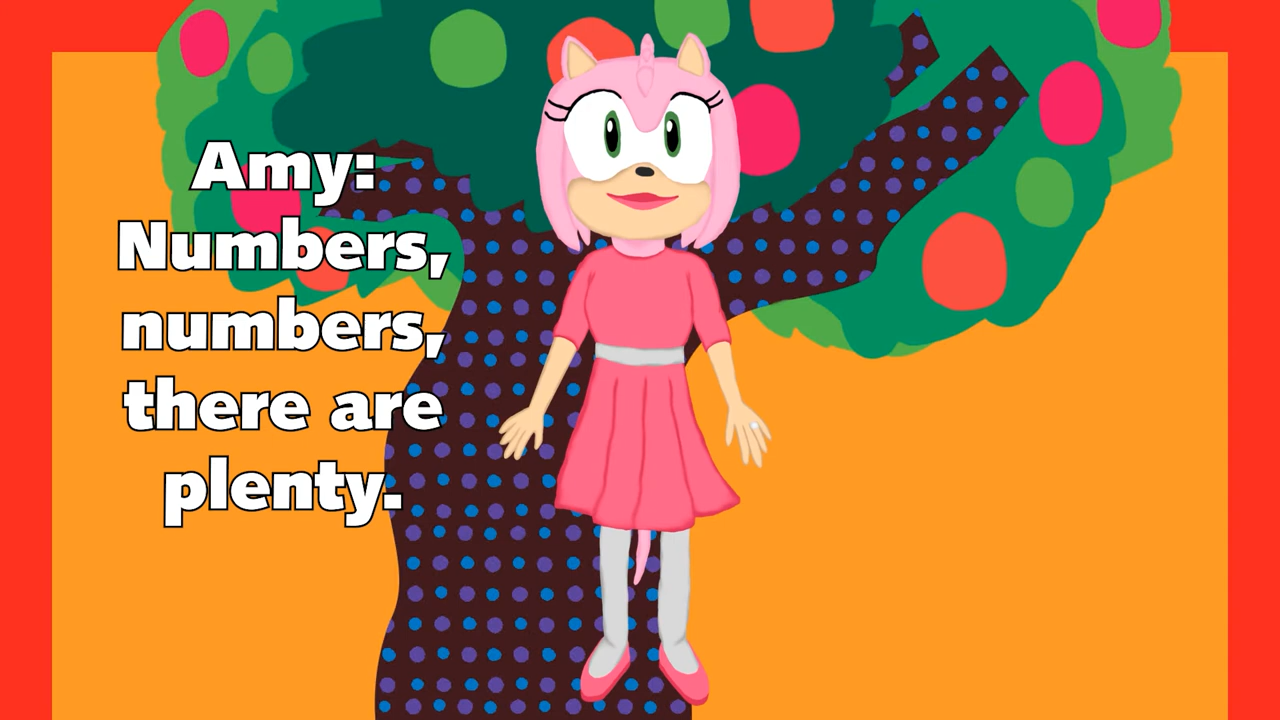 Amy:
Numbers,
numbers,
there are
plenty.